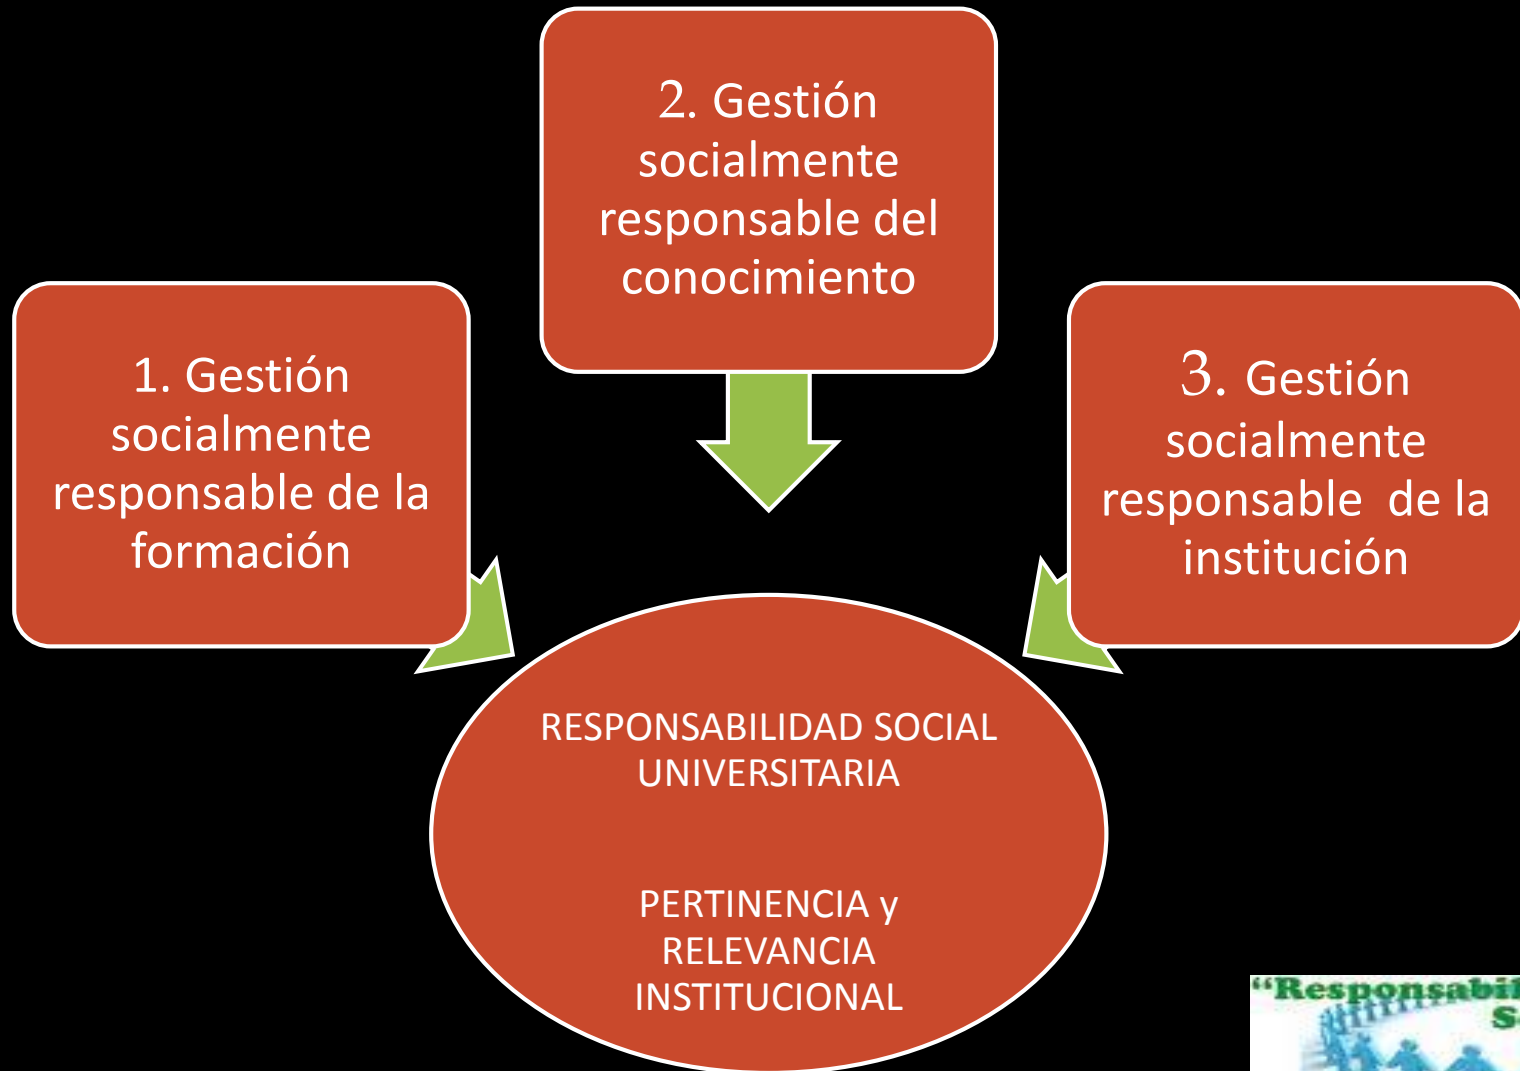 2. Gestión
socialmente
responsable del
conocimiento
1. Gestión
socialmente
responsable de la
formación
3. Gestión
socialmente
responsable  de la
institución
RESPONSABILIDAD SOCIAL
UNIVERSITARIA
PERTINENCIA y
RELEVANCIA
INSTITUCIONAL